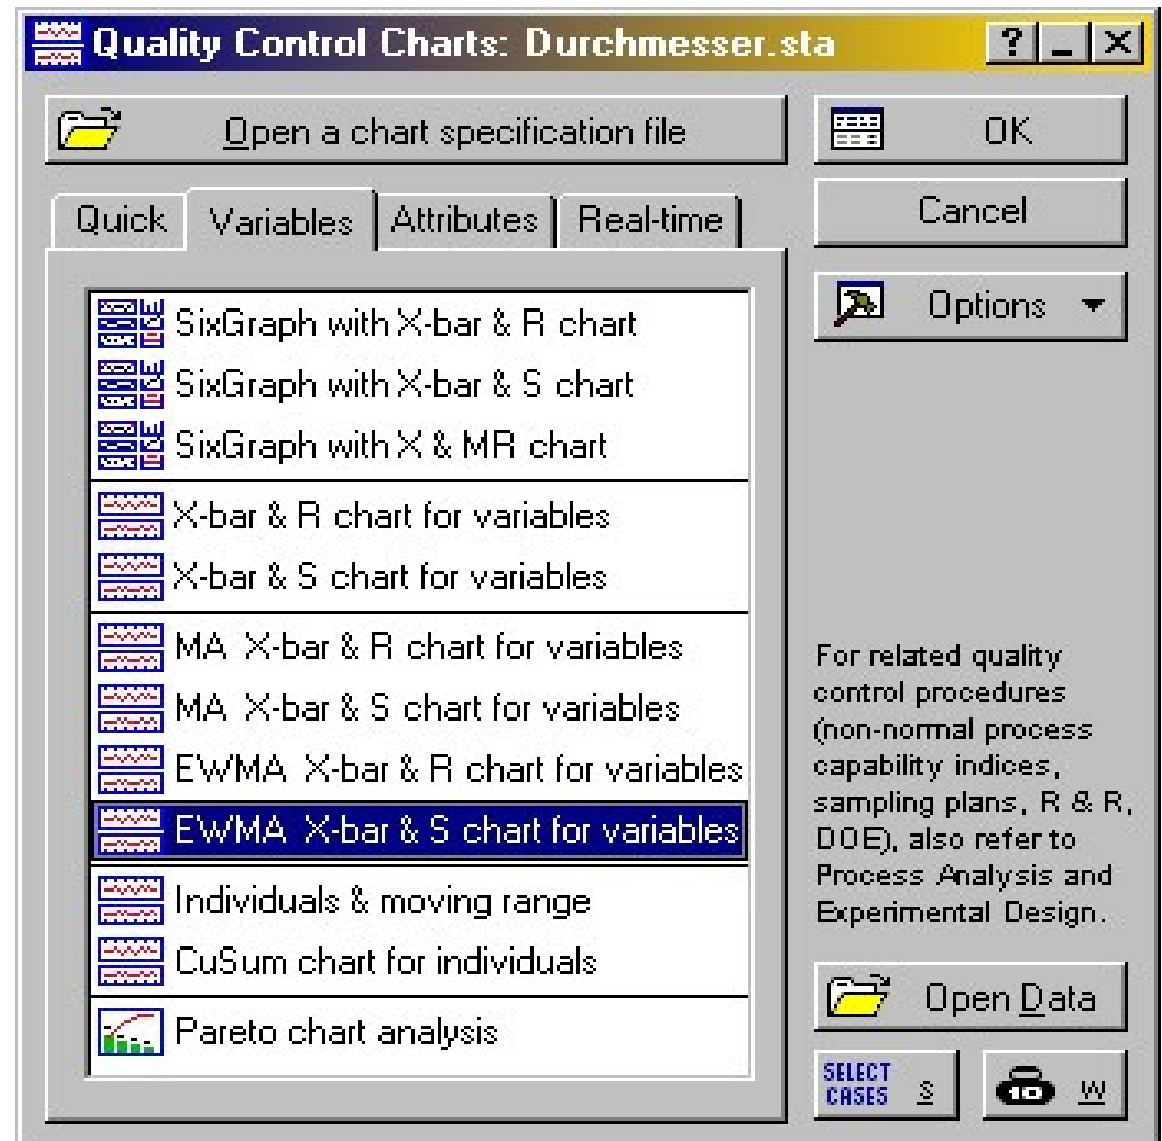 Quality Control Charts: Durchmesser.sta
Open a chart specification file
OK
Cancel
Options
Quick
Variables
Attributes
Real-time
SixGraph with X-bar & R chart
SixGraph with X-bar & S chart
SixGraph with X & MR chart
X-bar & R chart for variables
X-bar & S chart for variables
MA X-bar & R chart for variables
MA X-bar & S chart for variables
EWMA X-bar & R chart for variables
EWMA X-bar & S chart for variables
Individuals & moving range
CuSum chart for individuals
Pareto chart analysis
For related quality
control procedures
(non-normal process
capability indices,
sampling plans, R & R,
DOE), also refer to
Process Analysis and
Experimental Design.
Open Data
SELECT
CASES S
10 W